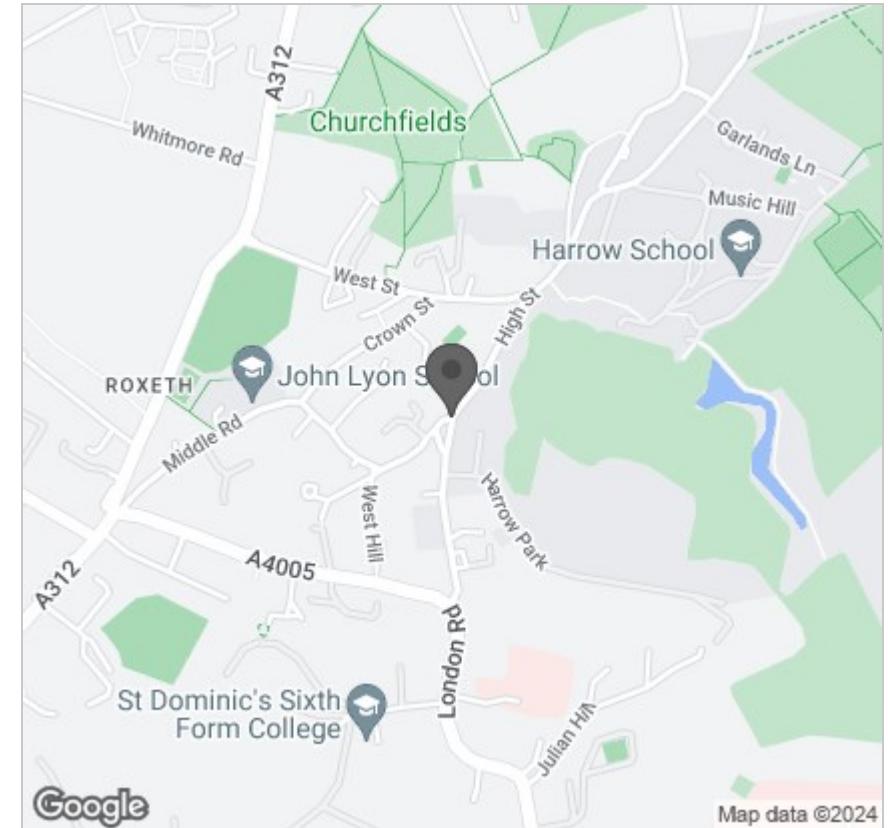 A312
Whitmore Rd
Churchfields
Garlands Ln
Music Hill
Harrow School
West St
High St
Crown St
John Lyon School
ROXETH
Middle Rd
West Hill
Harrow Park
A4005
A312
London Rd
St Dominic's Sixth
Form College
Julian Hill
Google
Map data ©2024